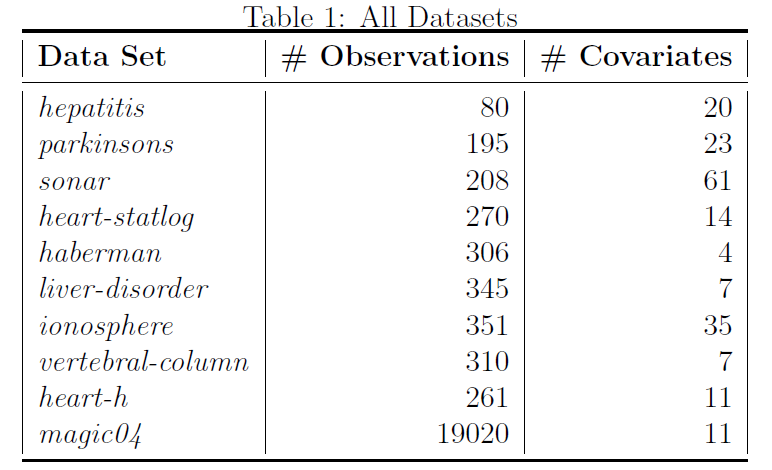 Table 1: All Datasets
Data Set # Observations # Covariates
hepatitis 80 20
parkinsons 195 23
sonar 208 61
heart-statlog 270 14
haberman 306 4
liver-disorder 345 7
ionosphere 351 35
vertebral-column 310 7
heart-h 261 11
magic04 19020 11